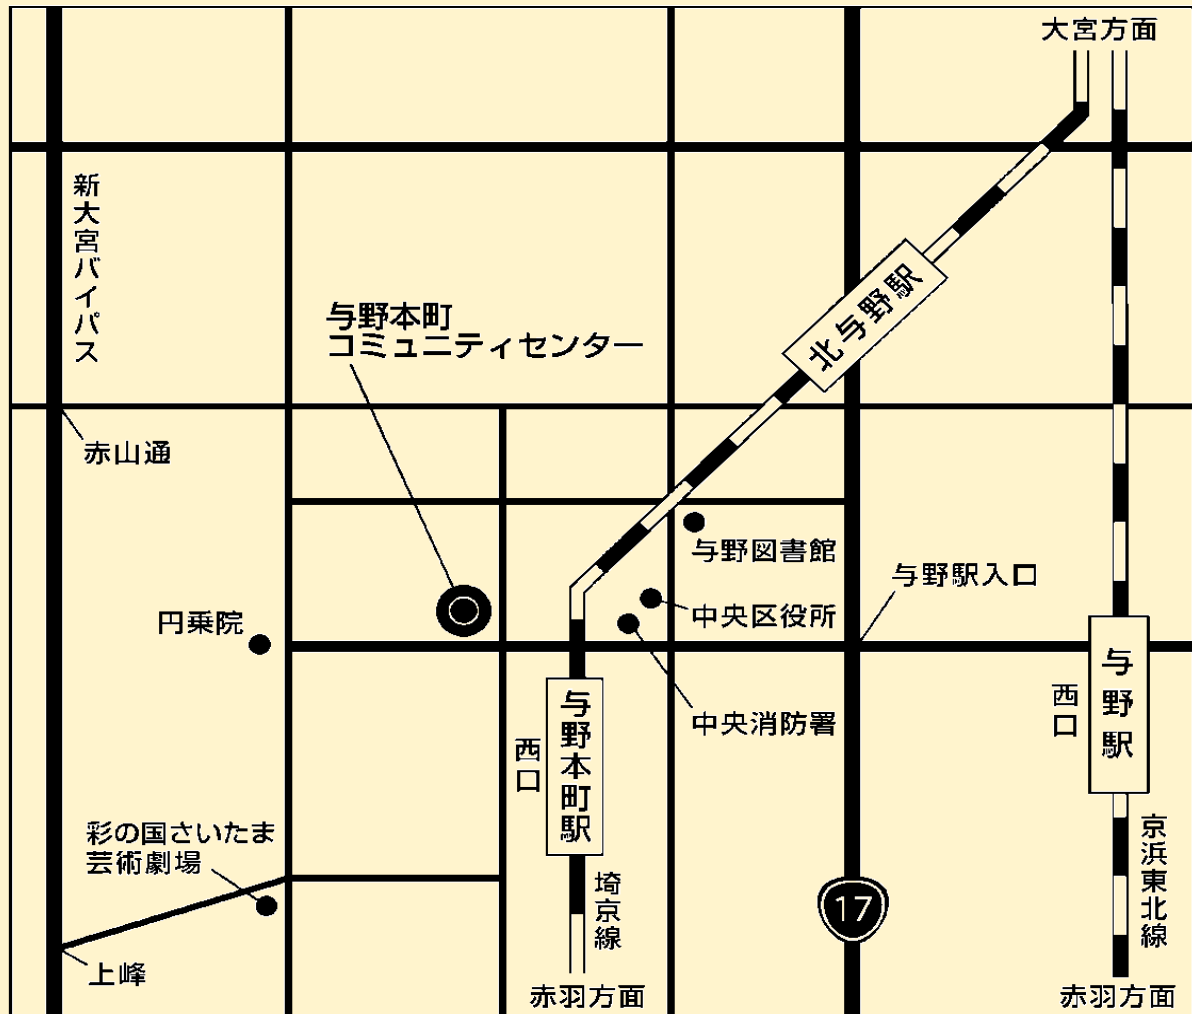 大宮方面
新大宮バイパス
与野本町
コミュニティセンター
北与野駅
赤山通
与野図書館
与野駅入口
円乗院
中央区役所
与野駅
西口
与野本町駅
西口
中央消防署
彩の国さいたま
芸術劇場
埼京線
17
京浜東北線
上峰
赤羽方面
赤羽方面